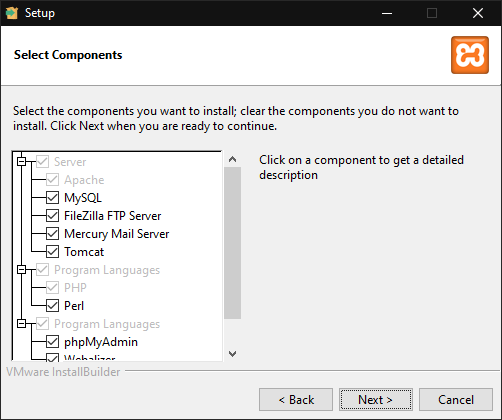 Setup
Select Components
Select the components you want to install; clear the components you do not want to
install. Click Next when you are ready to continue.
Server
Apache
MySQL
FileZilla FTP Server
Mercury Mail Server
Tomcat
Program Languages
PHP
Perl
Program Languages
phpMyAdmin
Webalizer
Click on a component to get a detailed
description
VMware InstallBuilder
< Back
Next >
Cancel